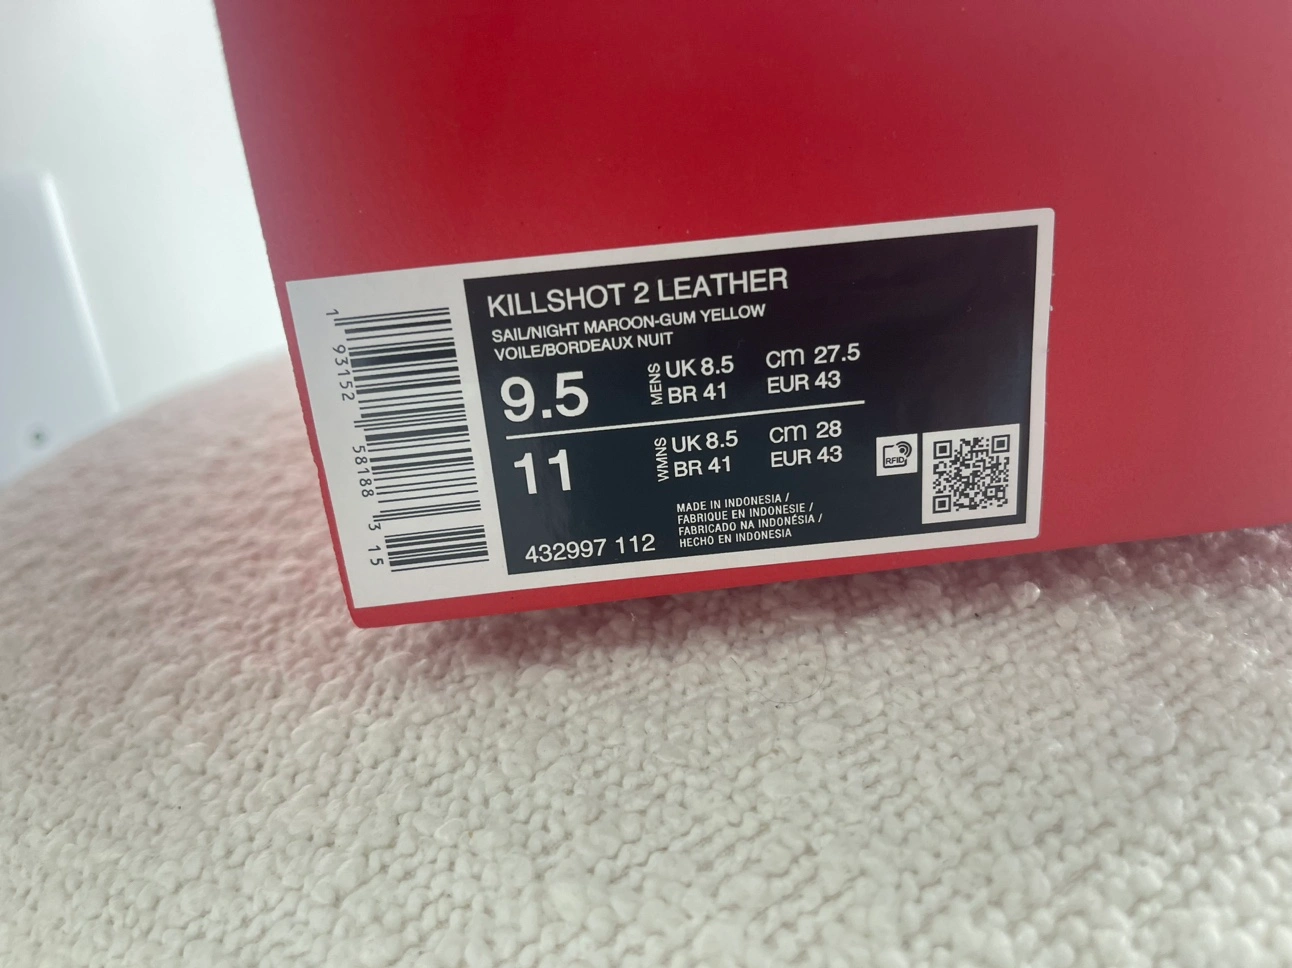 KILLSHOT 2 LEATHER
SAIL/NIGHT MAROON-GUM YELLOW
VOILE/BORDEAUX NUIT
9.5
MENS
UK 8.5
BR 41
cm 27.5
EUR 43
11
WMNS
UK 8.5
BR 41
cm 28
EUR 43
RFID
432997 112
MADE IN INDONESIA /
FABRIQUE EN INDONESIE /
FABRICADO NA INDONÉSIA /
HECHO EN INDONESIA
1 93152 58188 3 15